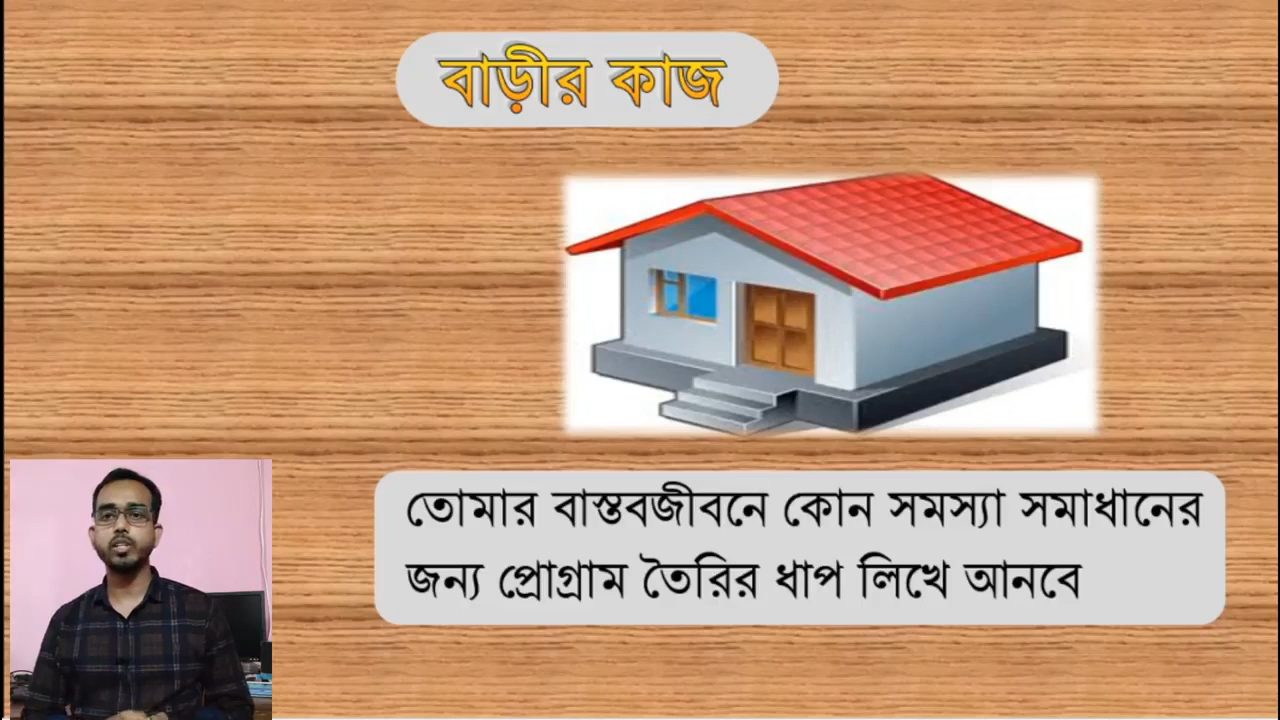 বাড়ীর কাজ
তোমার বাস্তবজীবনে কোন সমস্যা সমাধানের
জন্য প্রোগ্রাম তৈরির ধাপ লিখে আনবে